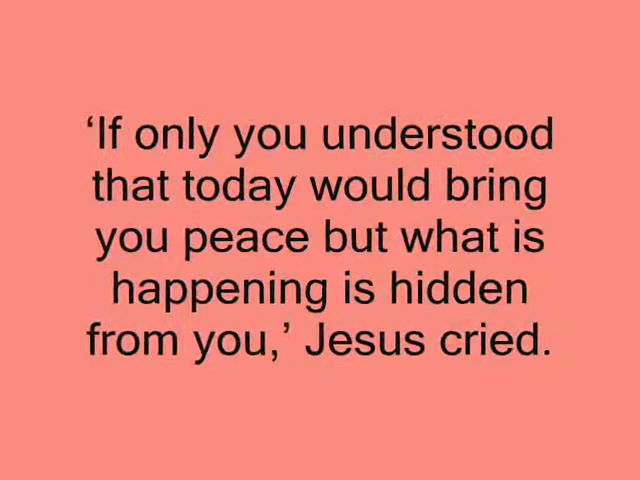 ‘If only you understood
that today would bring
you peace but what is
happening is hidden
from you,’ Jesus cried.